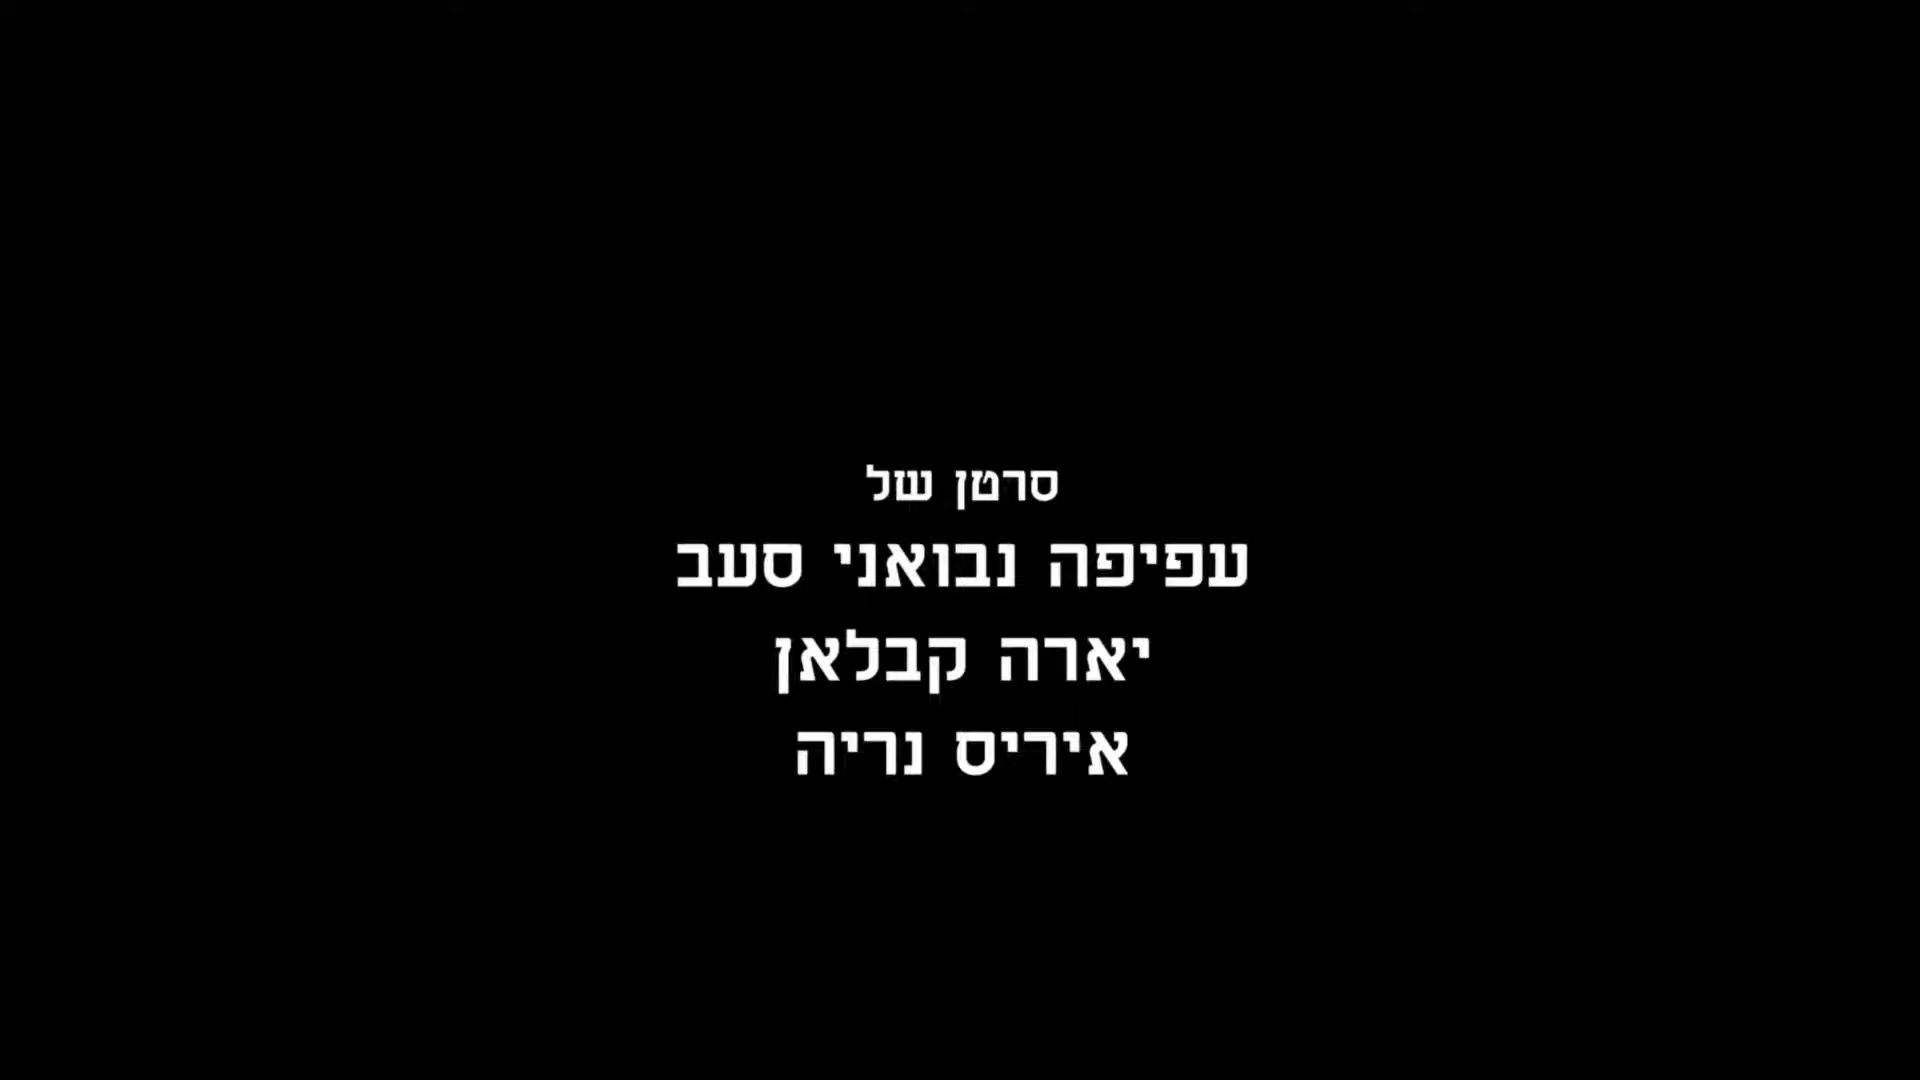 סרטן של
עפיפה נבואני סעב
יארה קבלאן
איריס נריה